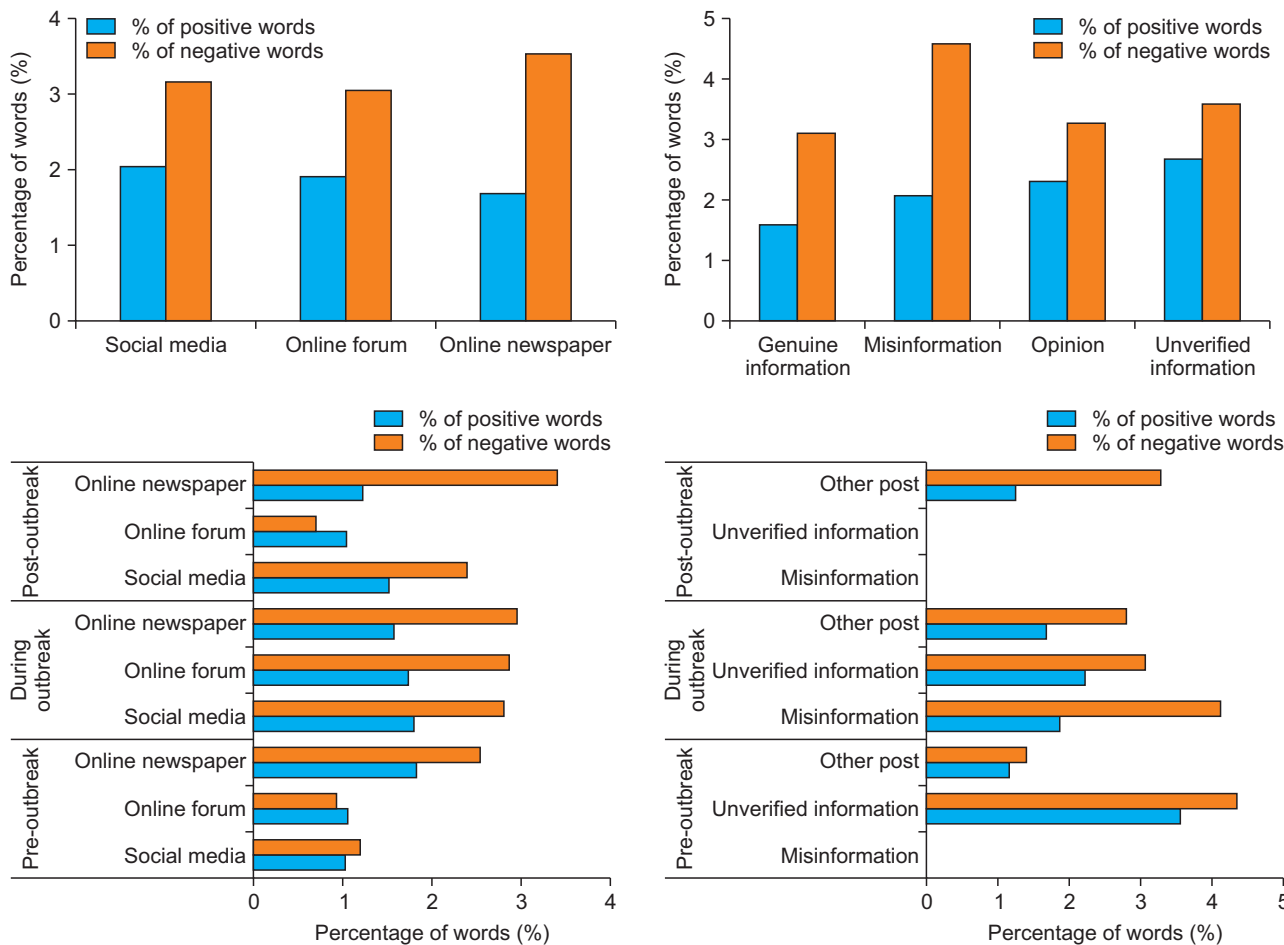 4
3
2
1
0
Percentage of words (%)
% of positive words
% of negative words
Social media
Online forum
Online newspaper
5
4
3
2
1
0
Percentage of words (%)
% of positive words
% of negative words
Genuine
information
Misinformation
Opinion
Unverified
information
% of positive words
% of negative words
Post-outbreak
Online newspaper
Online forum
Social media
During
outbreak
Online newspaper
Online forum
Social media
Pre-outbreak
Online newspaper
Online forum
Social media
0 1 2 3 4
Percentage of words (%)
% of positive words
% of negative words
Post-outbreak
Other post
Unverified information
Misinformation
During
outbreak
Other post
Unverified information
Misinformation
Pre-outbreak
Other post
Unverified information
Misinformation
0 1 2 3 4 5
Percentage of words (%)